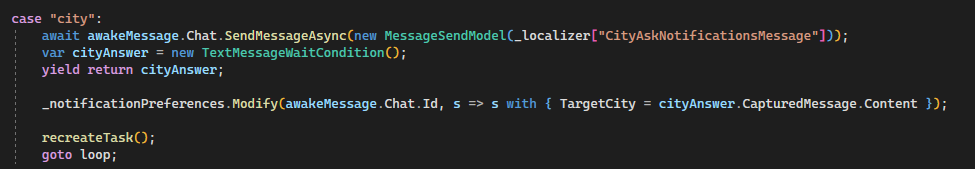 case "city":
await awakeMessage.Chat.SendMessageAsync(new MessageSendModel(_localizer["CityAskNotificationsMessage"]));
var cityAnswer = new TextMessageWaitCondition();
yield return cityAnswer;
_notificationPreferences.Modify(awakeMessage.Chat.Id, s => s with { TargetCity = cityAnswer.CapturedMessage.Content });
recreateTask();
goto loop;